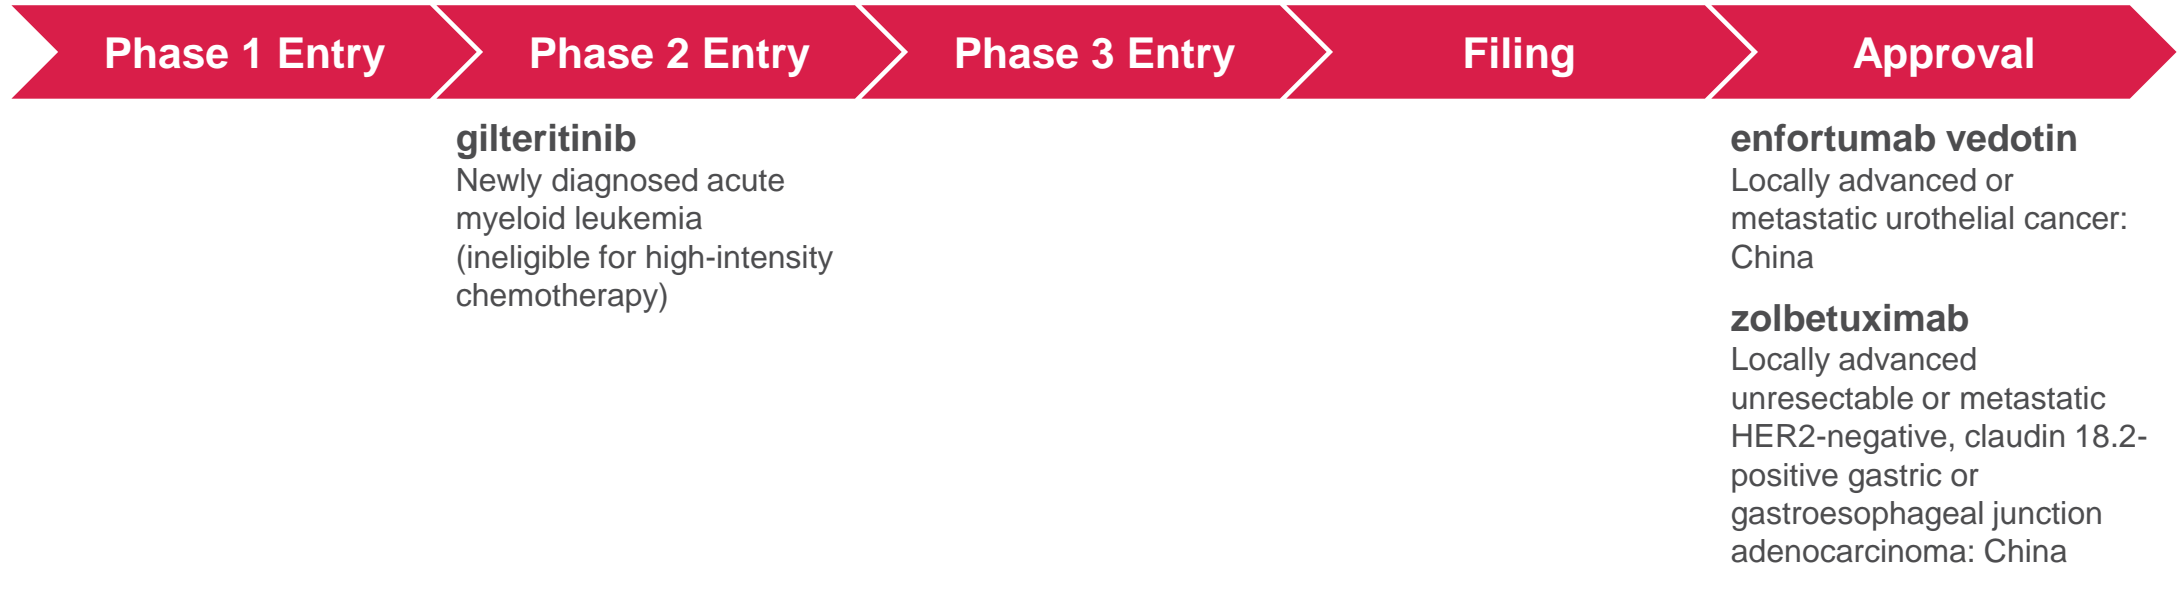 Phase 1 Entry
Phase 2 Entry
Phase 3 Entry
Filing
Approval
gilteritinib
Newly diagnosed acute
myeloid leukemia
(ineligible for high-intensity
chemotherapy)
enfortumab vedotin
Locally advanced or
metastatic urothelial cancer:
China
zolbetuximab
Locally advanced
unresectable or metastatic
HER2-negative, claudin 18.2-
positive gastric or
gastroesophageal junction
adenocarcinoma: China